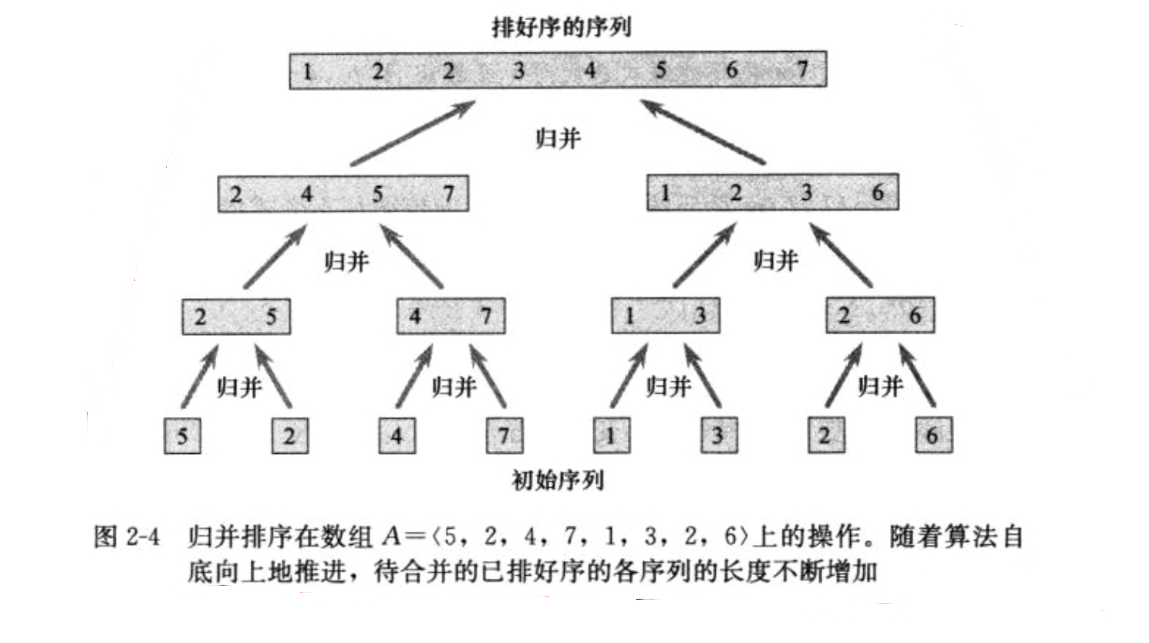 排好序的序列
1 2 2 3 4 5 6 7
归并
2 4 5 7 1 2 3 6
归并 归并
2 5 4 7 1 3 2 6
归并 归并 归并 归并
5 2 4 7 1 3 2 6
初始序列
图 2-4 归并排序在数组 A=〈5，2，4，7，1，3，2，6〉上的操作。随着算法自
底向上地推进，待合并的已排好序的各序列的长度不断增加